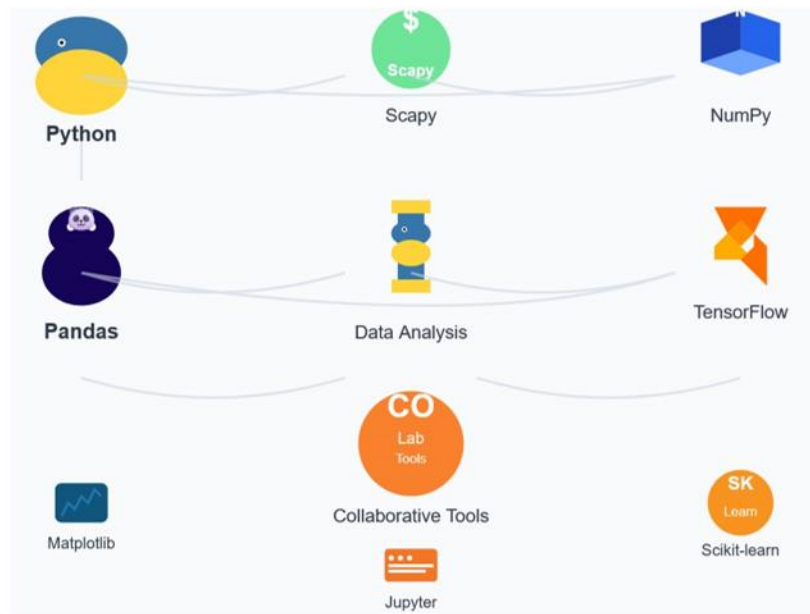 $
Scapy
N
Python
Scapy
NumPy
Pandas
Data Analysis
TensorFlow
CO
Lab
Tools
Collaborative Tools
SK
Learn
Matplotlib
Scikit-learn
Jupyter